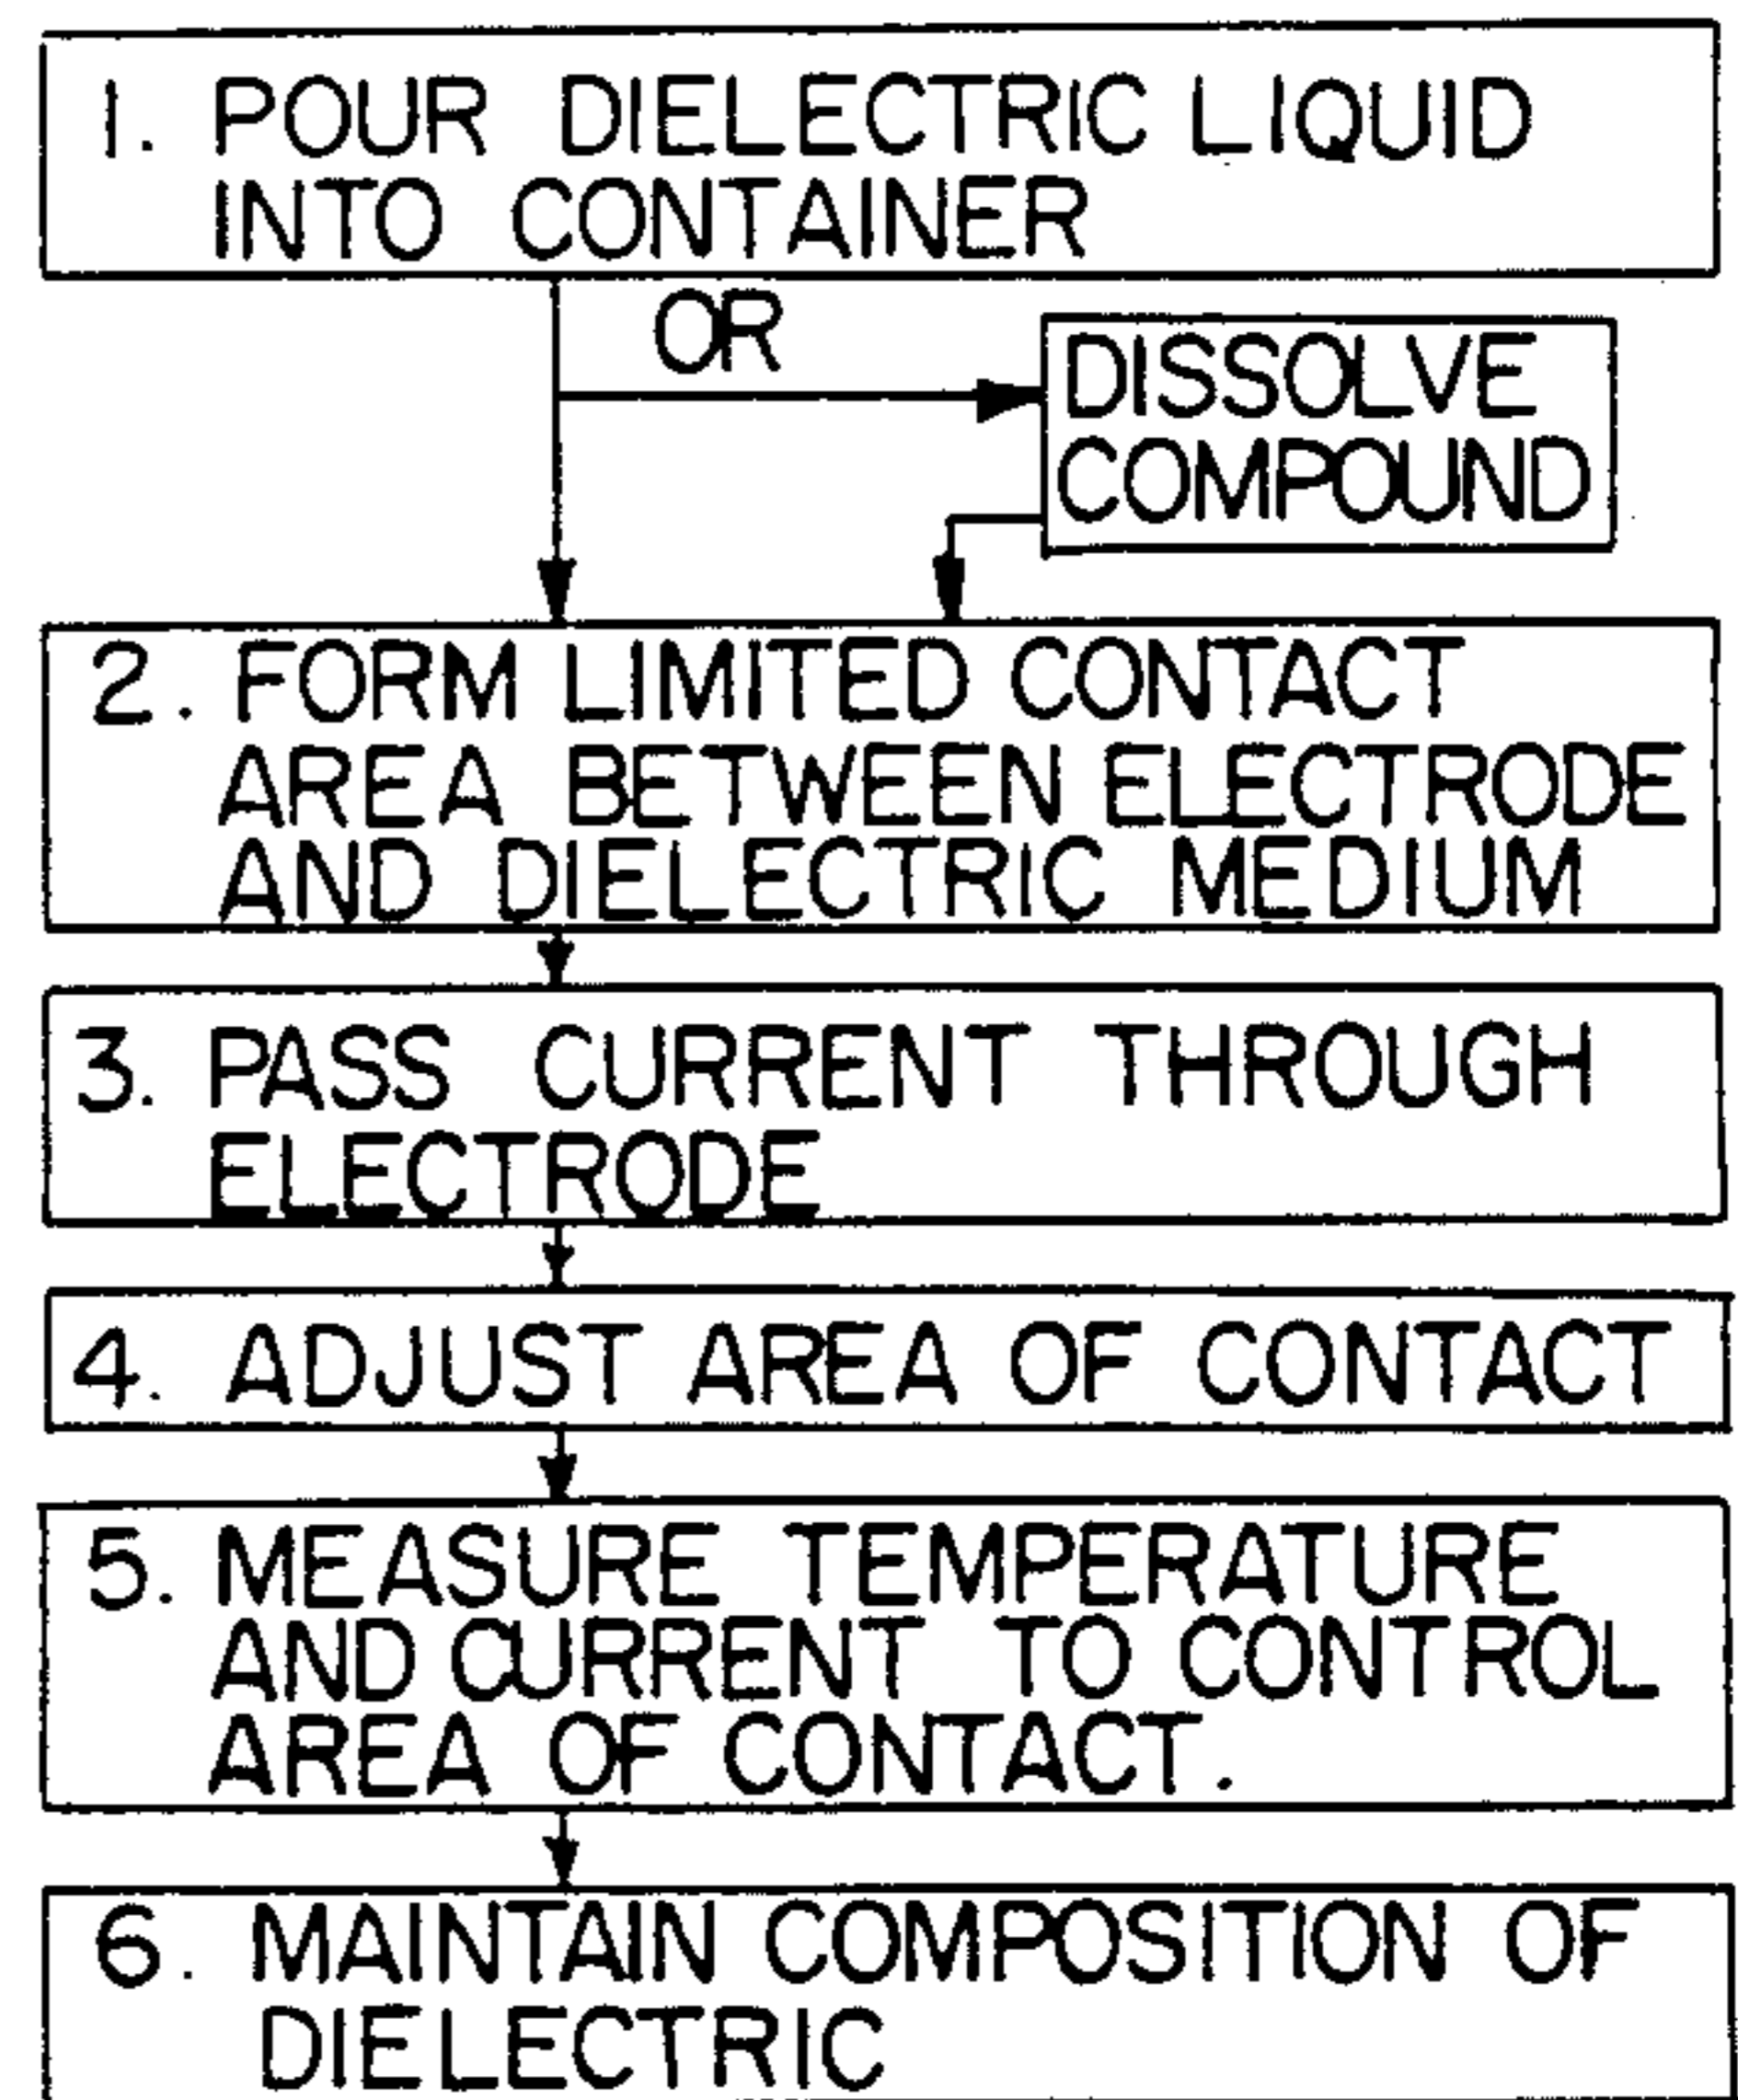 1. POUR DIELECTRIC LIQUID
INTO CONTAINER
OR
DISSOLVE
COMPOUND
2. FORM LIMITED CONTACT
AREA BETWEEN ELECTRODE
AND DIELECTRIC MEDIUM
3. PASS CURRENT THROUGH
ELECTRODE
4. ADJUST AREA OF CONTACT
5. MEASURE TEMPERATURE
AND CURRENT TO CONTROL
AREA OF CONTACT.
6. MAINTAIN COMPOSITION OF
DIELECTRIC